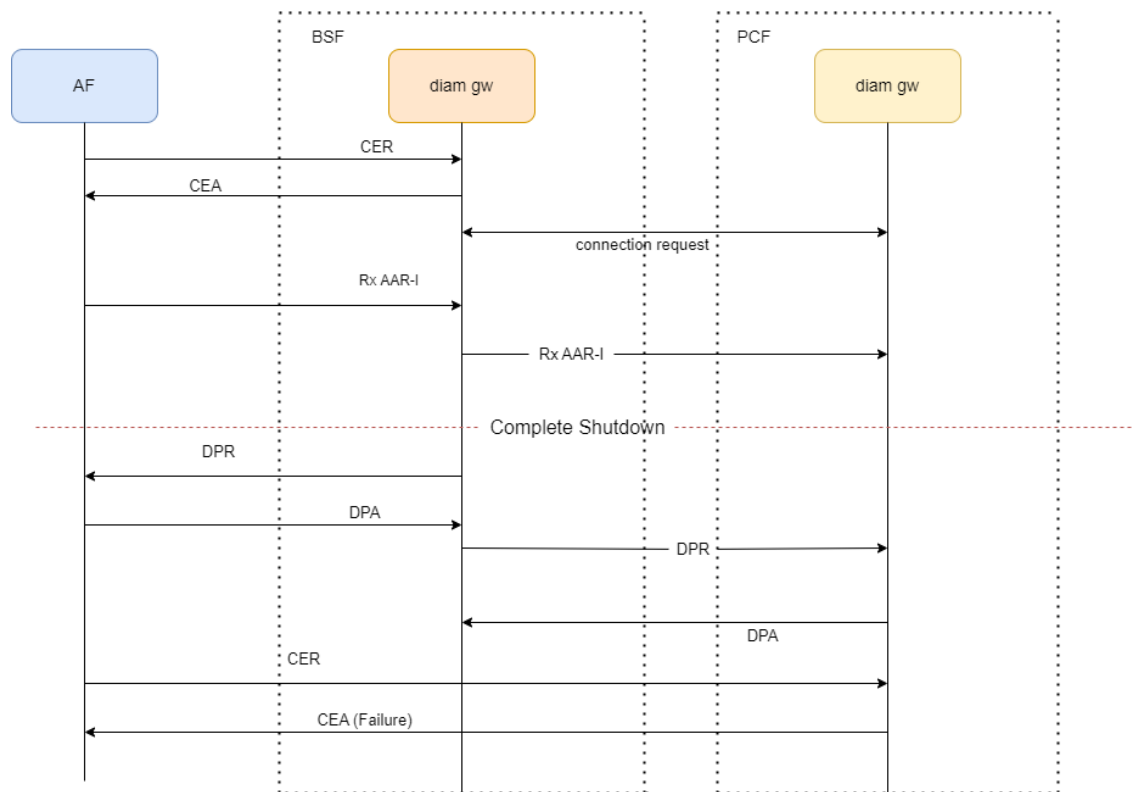 BSF
PCF
AF
diam gw
diam gw
CER
CEA
connection request
Rx AAR-I
Rx AAR-I
Complete Shutdown
DPR
DPA
DPR
DPA
CER
CEA (Failure)